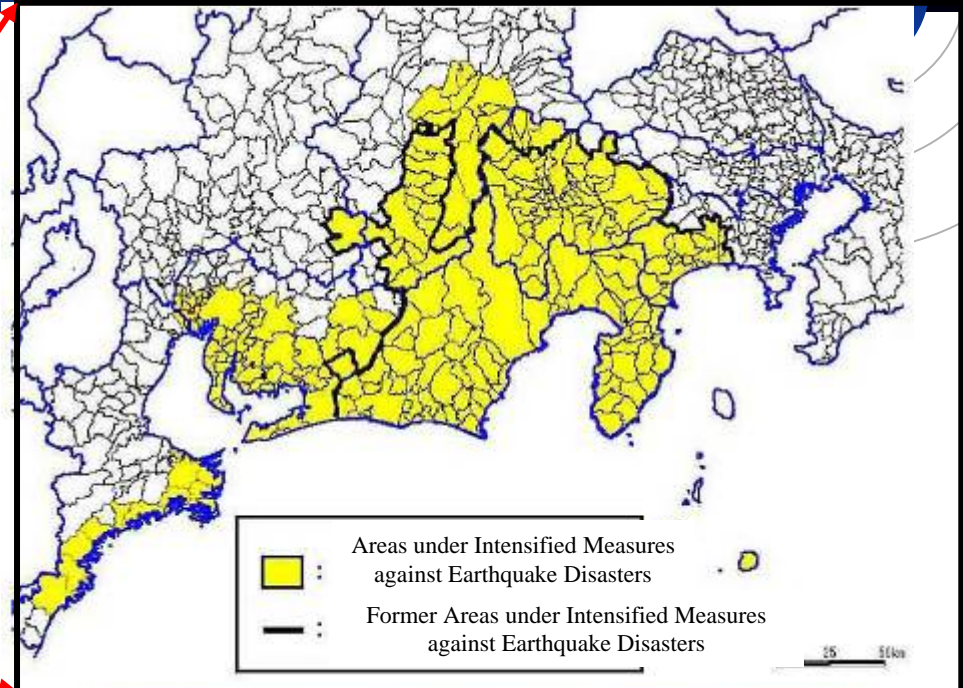 Areas under Intensified Measures
: against Earthquake Disasters
Former Areas under Intensified Measures
: against Earthquake Disasters
25 50km